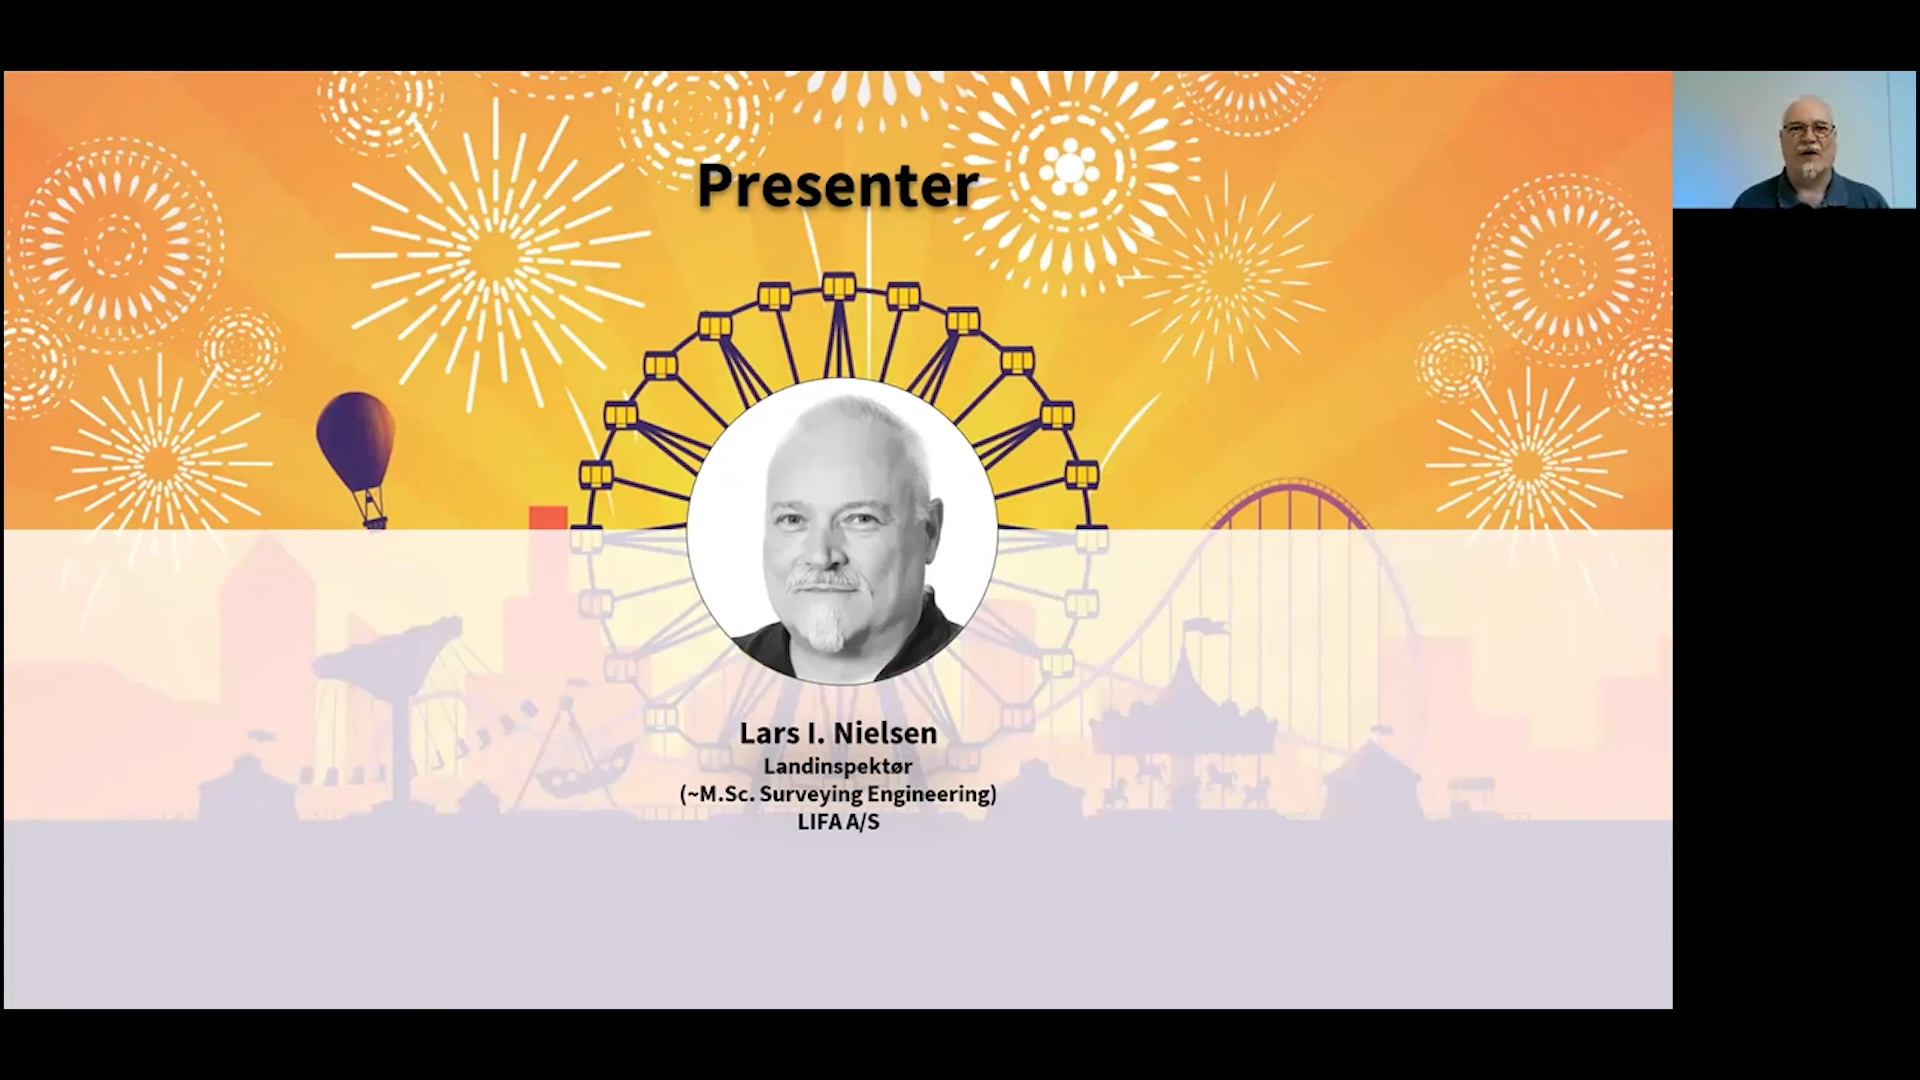 Presenter
Lars I. Nielsen
Landinspektør
(~M.Sc. Surveying Engineering)
LIFA A/S